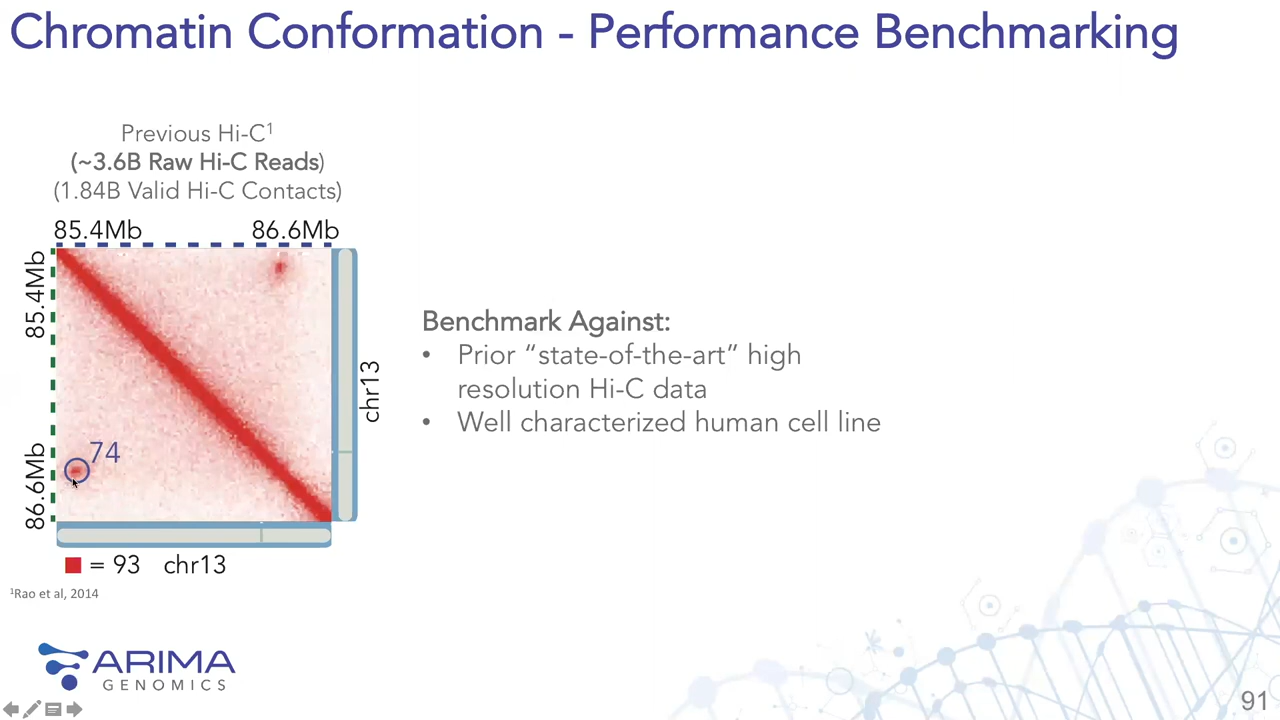 Chromatin Conformation - Performance Benchmarking
Previous Hi-C¹
(~3.6B Raw Hi-C Reads)
(1.84B Valid Hi-C Contacts)
85.4Mb 86.6Mb
85.4Mb
86.6Mb
74
chr13
= 93 chr13
¹Rao et al, 2014
Benchmark Against:
• Prior “state-of-the-art” high
resolution Hi-C data
• Well characterized human cell line
ARIMA
GENOMICS
91